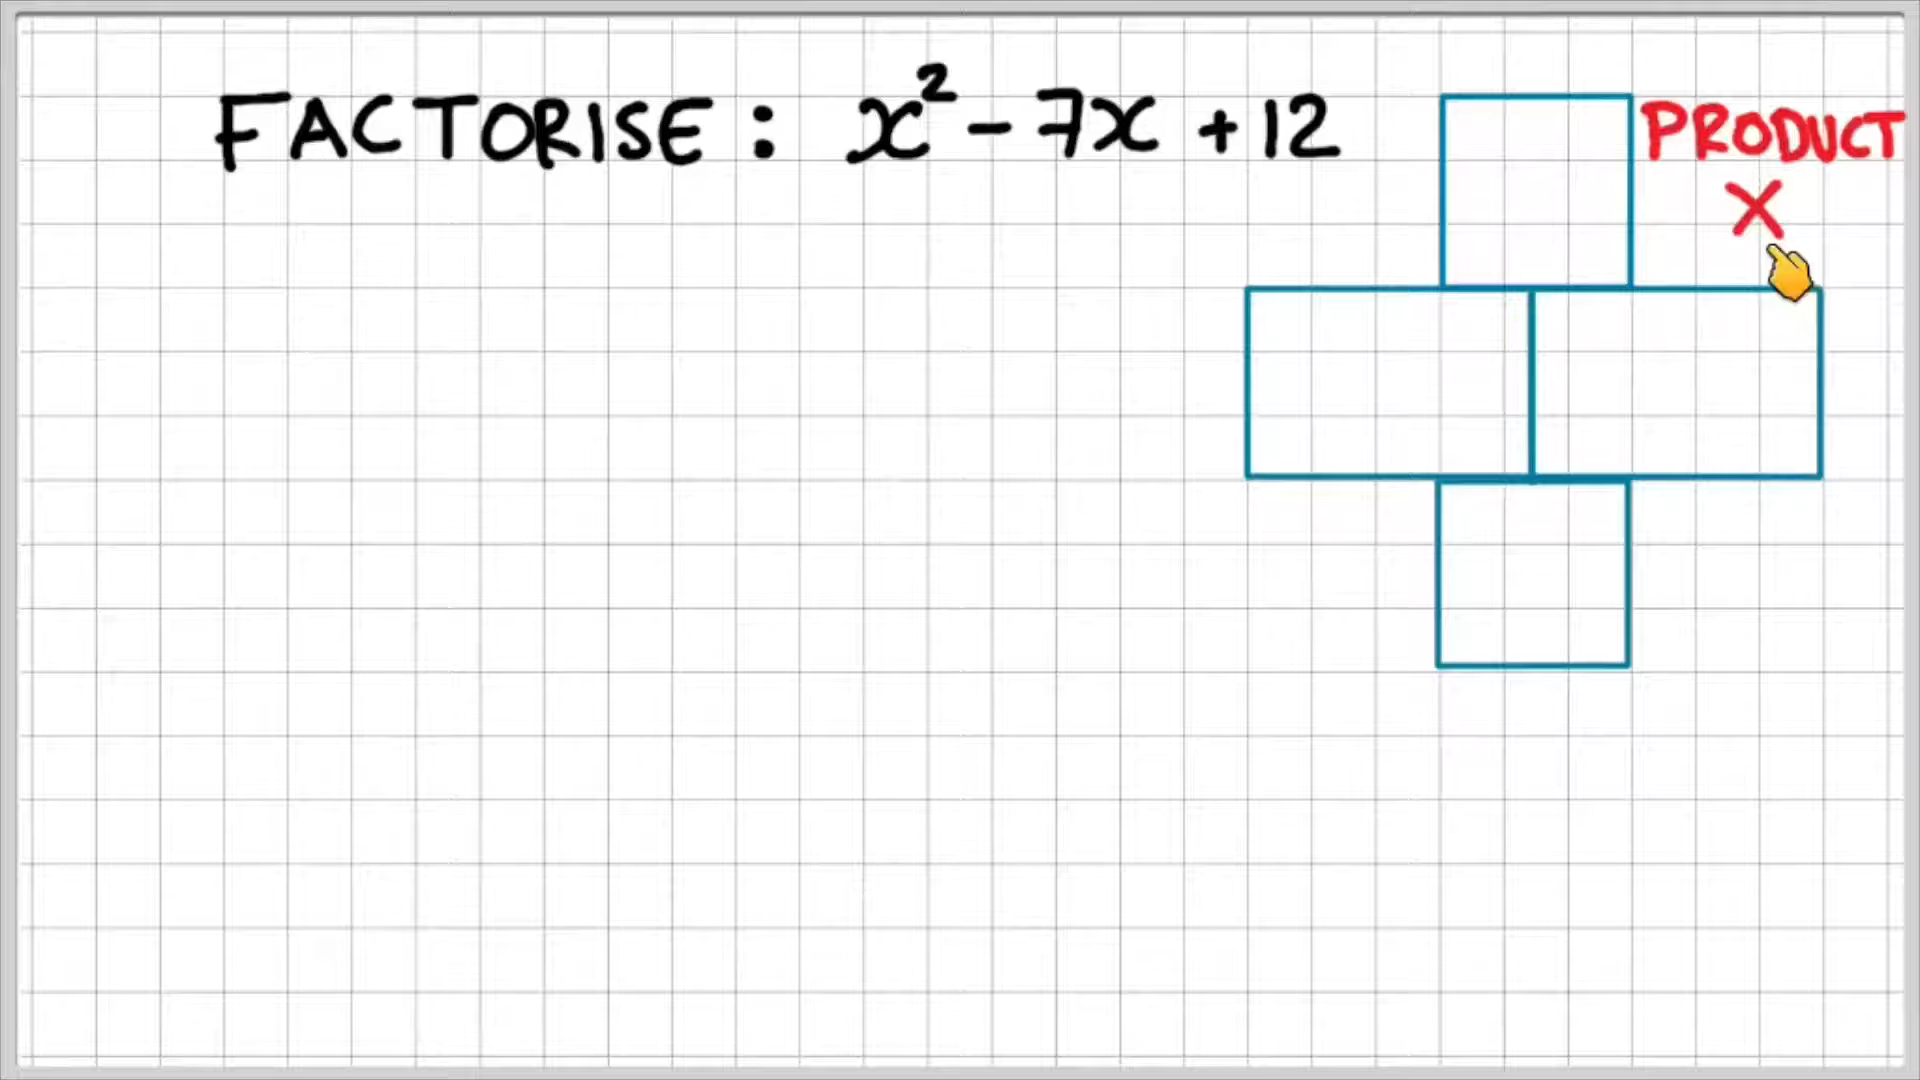 FACTORISE: x² - 7x + 12
PRODUCT
×